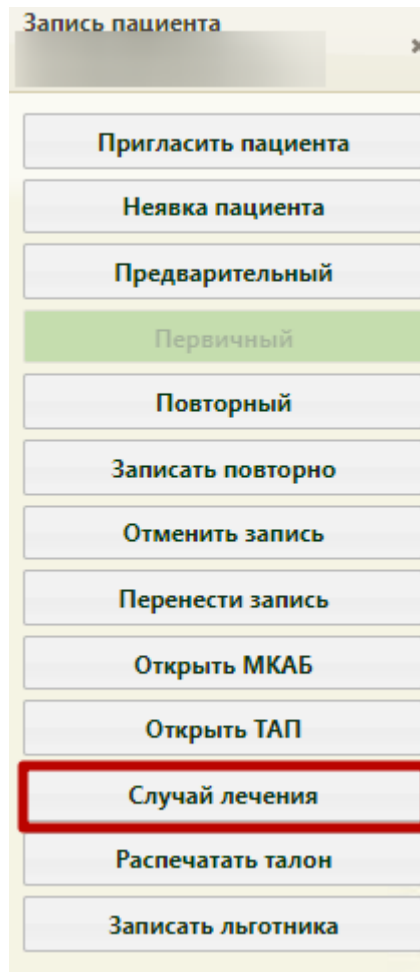 Запись пациента
Пригласить пациента
Неявка пациента
Предварительный
Первичный
Повторный
Записать повторно
Отменить запись
Перенести запись
Открыть МКАБ
Открыть ТАП
Случай лечения
Распечатать талон
Записать льготника